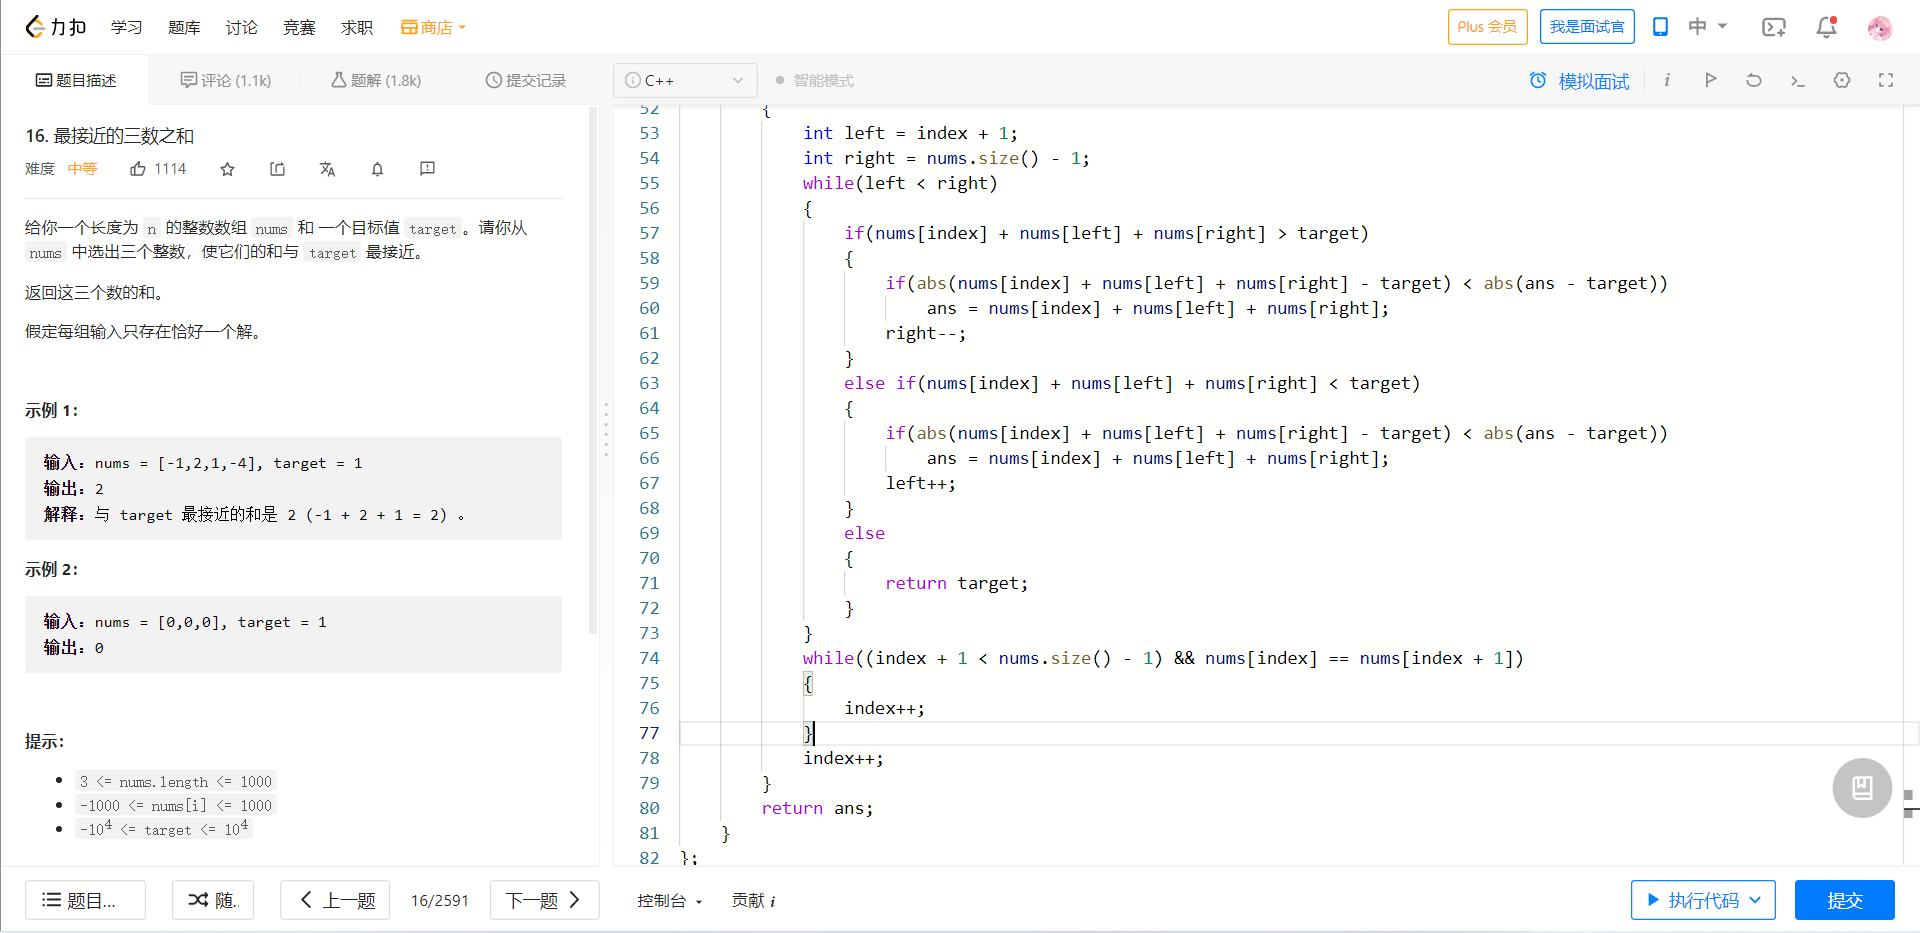 力扣 学习 题库 讨论 竞赛 求职 商店 Plus 会员 我是面试官 中
题目描述 评论 (1.1k) 题解 (1.8k) 提交记录
16. 最接近的三数之和
难度 中等 1114
给你一个长度为 n 的整数数组 nums 和 一个目标值 target 。请你从
nums 中选出三个整数，使它们的和与 target 最接近。
返回这三个数的和。
假定每组输入只存在恰好一个解。
示例 1：
输入：nums = [-1,2,1,-4], target = 1
输出：2
解释：与 target 最接近的和是 2 (-1 + 2 + 1 = 2) 。
示例 2：
输入：nums = [0,0,0], target = 1
输出：0
提示：
3 <= nums.length <= 1000
-1000 <= nums[i] <= 1000
-10^4 <= target <= 10^4
C++ 智能模式 模拟面试
52 {
53 int left = index + 1;
54 int right = nums.size() - 1;
55 while(left < right)
56 {
57 if(nums[index] + nums[left] + nums[right] > target)
58 {
59 if(abs(nums[index] + nums[left] + nums[right] - target) < abs(ans - target))
60 ans = nums[index] + nums[left] + nums[right];
61 right--;
62 }
63 else if(nums[index] + nums[left] + nums[right] < target)
64 {
65 if(abs(nums[index] + nums[left] + nums[right] - target) < abs(ans - target))
66 ans = nums[index] + nums[left] + nums[right];
67 left++;
68 }
69 else
70 {
71 return target;
72 }
73 }
74 while((index + 1 < nums.size() - 1) && nums[index] == nums[index + 1])
75 {
76 index++;
77 }
78 index++;
79 }
80 return ans;
81 }
82 };
题目... 随.. 上一题 16/2591 下一题 控制台 贡献 i 执行代码 提交